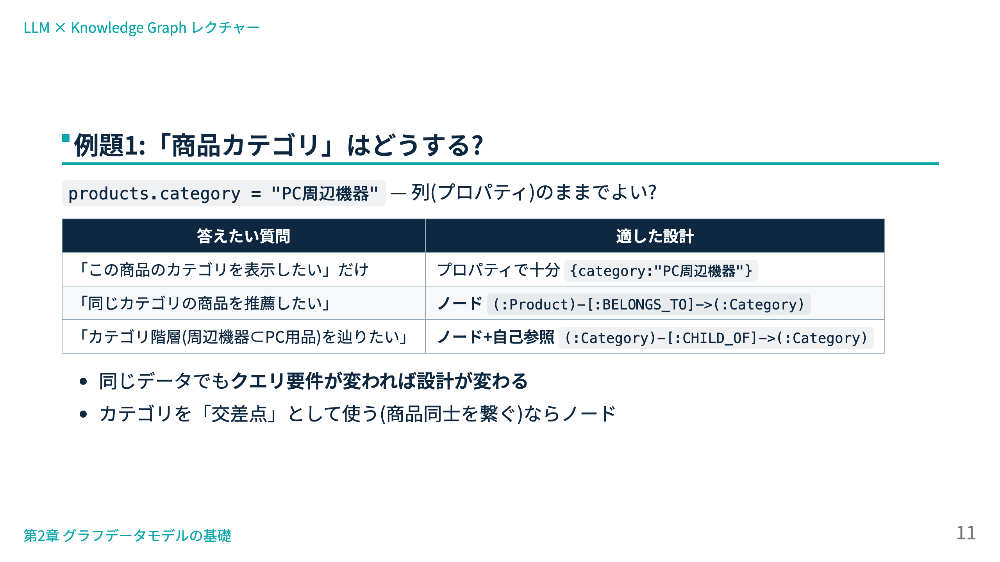 LLM × Knowledge Graph レクチャー
例題1:「商品カテゴリ」はどうする?
products.category = "PC周辺機器" — 列(プロパティ)のままでよい?
答えたい質問 適した設計
「この商品のカテゴリを表示したい」だけ プロパティで十分 {category:"PC周辺機器"}
「同じカテゴリの商品を推薦したい」 ノード (:Product)-[:BELONGS_TO]->(:Category)
「カテゴリ階層(周辺機器⊂PC用品)を辿りたい」 ノード+自己参照 (:Category)-[:CHILD_OF]->(:Category)
• 同じデータでもクエリ要件が変われば設計が変わる
• カテゴリを「交差点」として使う(商品同士を繋ぐ)ならノード
第2章 グラフデータモデルの基礎
11